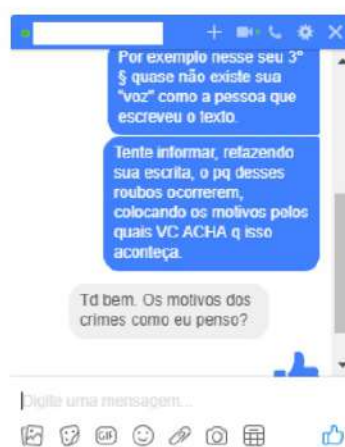 Por exemplo nesse seu 3º
§ quase não existe sua
"voz" como a pessoa que
escreveu o texto.
Tente informar, refazendo
sua escrita, o pq desses
roubos ocorrerem,
colocando os motivos pelos
quais VC ACHA q isso
aconteça.
Td bem. Os motivos dos
crimes como eu penso?
Digite uma mensagem...
GIF